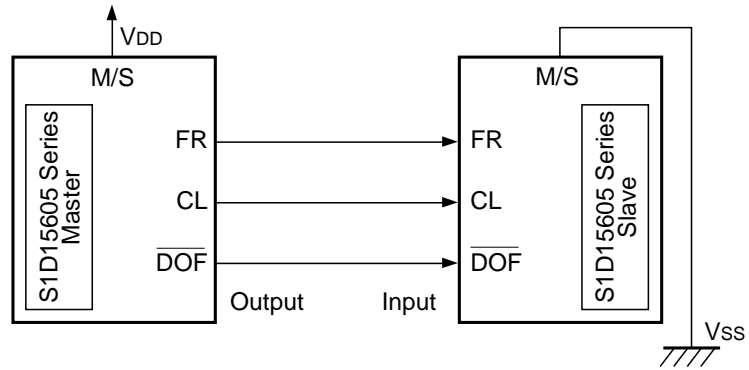 VDD
M/S
S1D15605 Series
Master
FR
CL
DOF
Output
Input
M/S
FR
CL
DOF
S1D15605 Series
Slave
VSS